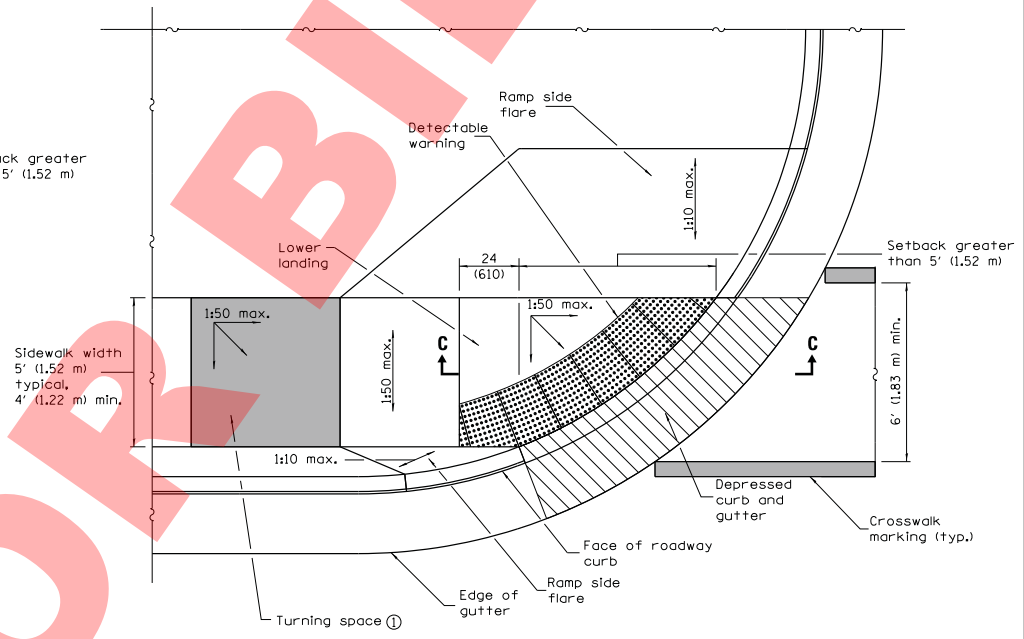 Ramp side
flare
Detectable
warning
ack greater
5' (1.52 m)
1:10 max.
Lower
landing
24
(610)
Setback greater
than 5' (1.52 m)
1:50 max.
1:50 max.
Sidewalk width
5' (1.52 m)
typical,
4' (1.22 m) min.
1:50 max.
C
C
6' (1.83 m) min.
1:10 max.
Depressed
curb and
gutter
Crosswalk
marking (typ.)
Face of roadway
curb
Ramp side
flare
Edge of
gutter
Turning space ①
OR BI